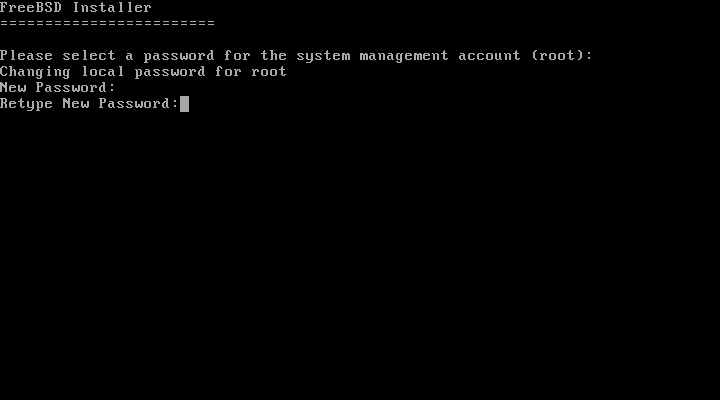 FreeBSD Installer
========================
Please select a password for the system management account (root):
Changing local password for root
New Password:
Retype New Password: